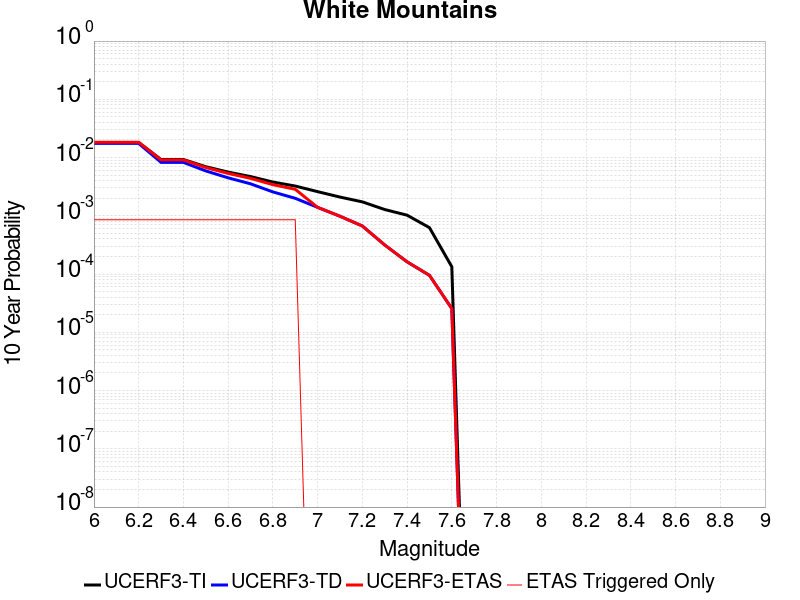 White Mountains
10^0
10^-1
10^-2
10^-3
10^-4
10^-5
10^-6
10^-7
10^-8
10 Year Probability
6 6.2 6.4 6.6 6.8 7 7.2 7.4 7.6 7.8 8 8.2 8.4 8.6 8.8 9
Magnitude
UCERF3-TI UCERF3-TD UCERF3-ETAS ETAS Triggered Only